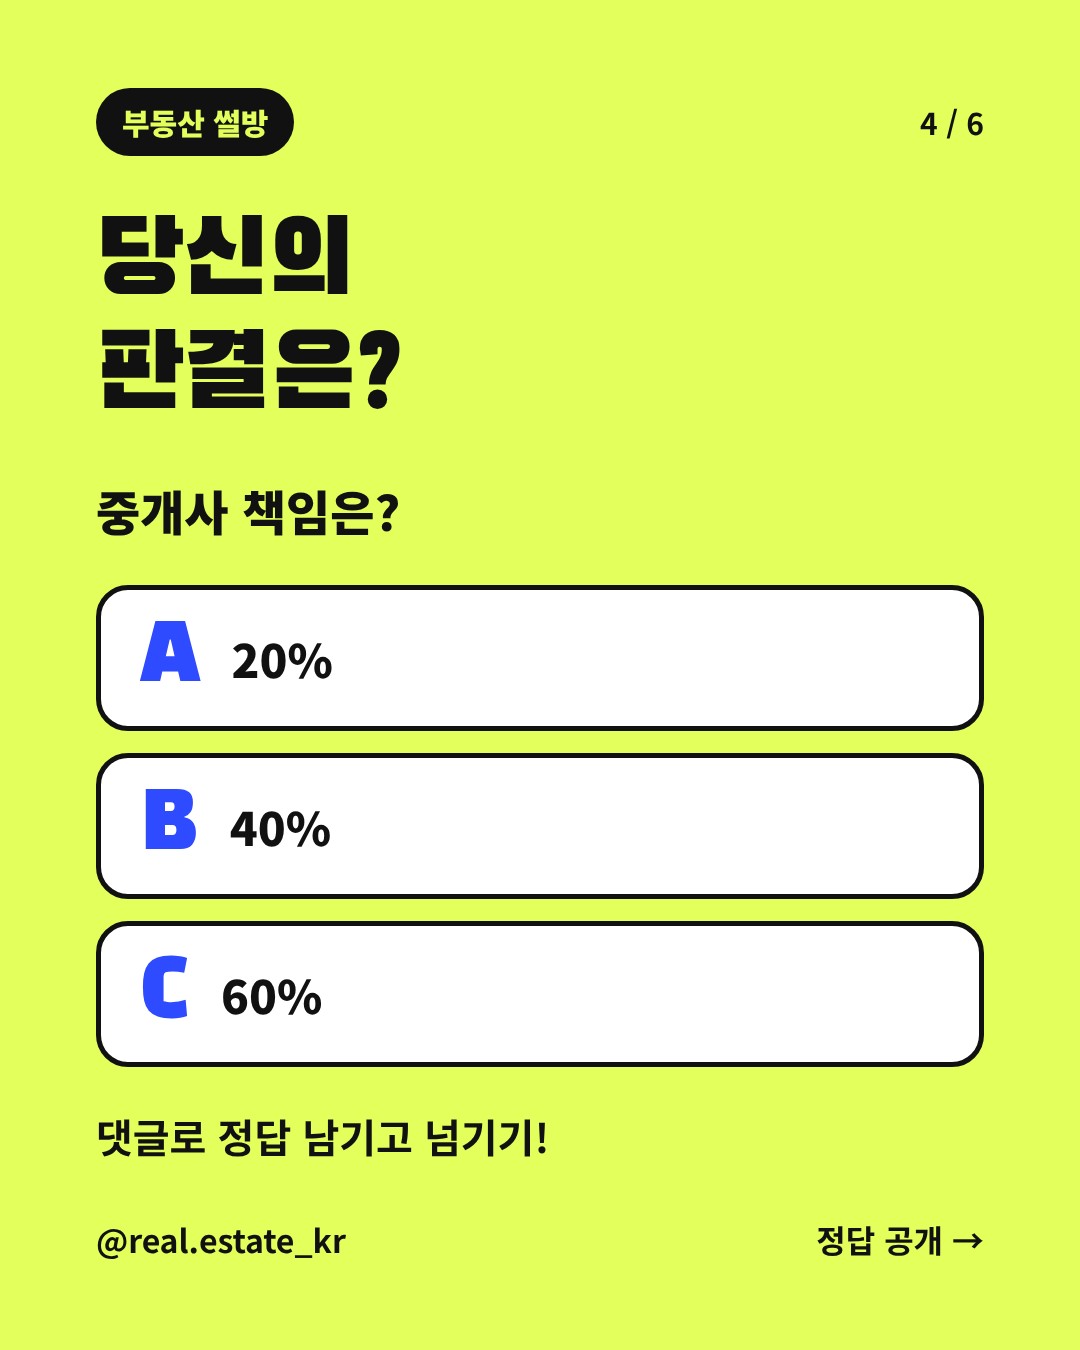 부동산 썰방
4 / 6
당신의
판결은?
중개사 책임은?
A 20%
B 40%
C 60%
댓글로 정답 남기고 넘기기!
@real.estate_kr
정답 공개 →